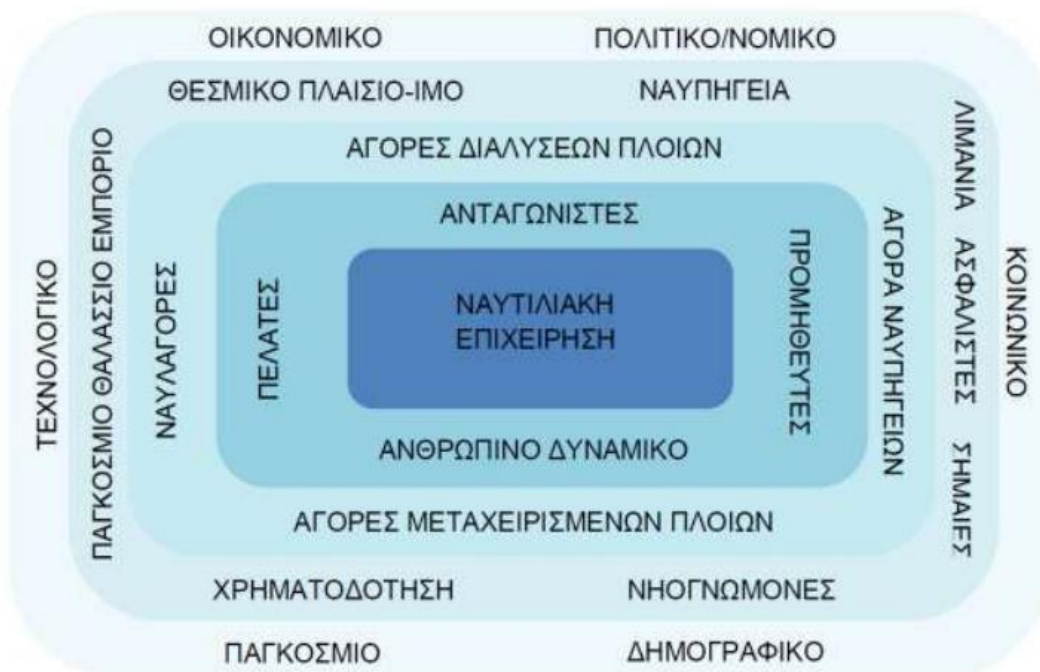 ΟΙΚΟΝΟΜΙΚΟ
ΠΟΛΙΤΙΚΟ/ΝΟΜΙΚΟ
ΘΕΣΜΙΚΟ ΠΛΑΙΣΙΟ-ΙΜΟ
ΝΑΥΠΗΓΕΙΑ
ΑΓΟΡΕΣ ΔΙΑΛΥΣΕΩΝ ΠΛΟΙΩΝ
ΑΝΤΑΓΩΝΙΣΤΕΣ
ΤΕΧΝΟΛΟΓΙΚΟ
ΠΑΓΚΟΣΜΙΟ ΘΑΛΑΣΙΟ ΕΜΠΟΡΙΟ
ΝΑΥΛΑΓΟΡΕΣ
ΠΕΛΑΤΕΣ
ΝΑΥΤΙΛΙΑΚΗ
ΕΠΙΧΕΙΡΗΣΗ
ΠΡΟΜΗΘΕΥΤΕΣ
ΑΓΟΡΑ ΝΑΥΠΗΓΕΙΩΝ
ΛΙΜΑΝΙΑ ΑΣΦΑΛΙΣΤΕΣ ΣΗΜΑΙΕΣ
ΚΟΙΝΩΝΙΚΟ
ΑΝΘΡΩΠΙΝΟ ΔΥΝΑΜΙΚΟ
ΑΓΟΡΕΣ ΜΕΤΑΧΕΙΡΙΣΜΕΝΩΝ ΠΛΟΙΩΝ
ΧΡΗΜΑΤΟΔΟΤΗΣΗ
ΝΗΟΓΝΩΜΟΝΕΣ
ΠΑΓΚΟΣΜΙΟ
ΔΗΜΟΓΡΑΦΙΚΟ